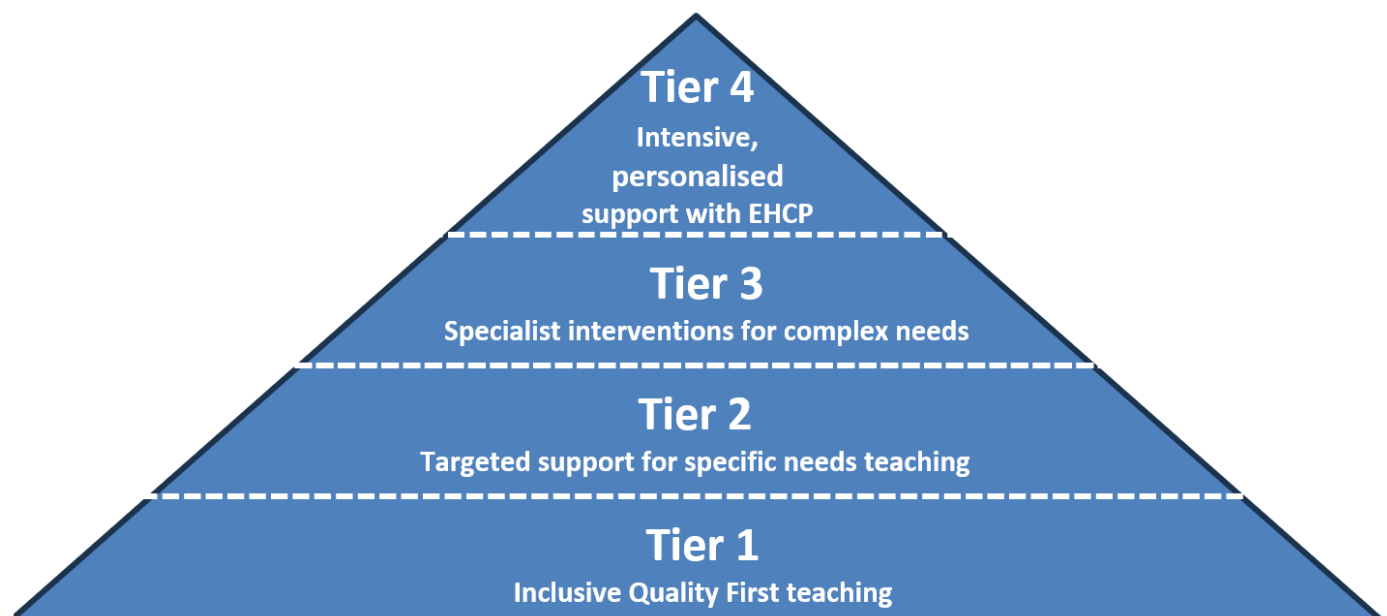 Tier 4
Intensive,
personalised
support with EHCP
Tier 3
Specialist interventions for complex needs
Tier 2
Targeted support for specific needs teaching
Tier 1
Inclusive Quality First teaching